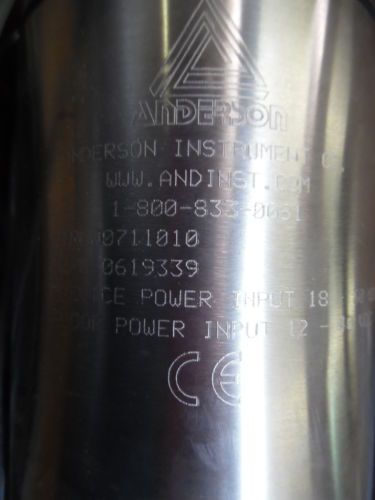 ANDERSON
ANDERSON INSTRUMENT CO.
WWW.ANDINST.COM
1-800-833-0081
0711010
0619339
POWER INPUT 18 -
POWER INPUT 12 -
CE